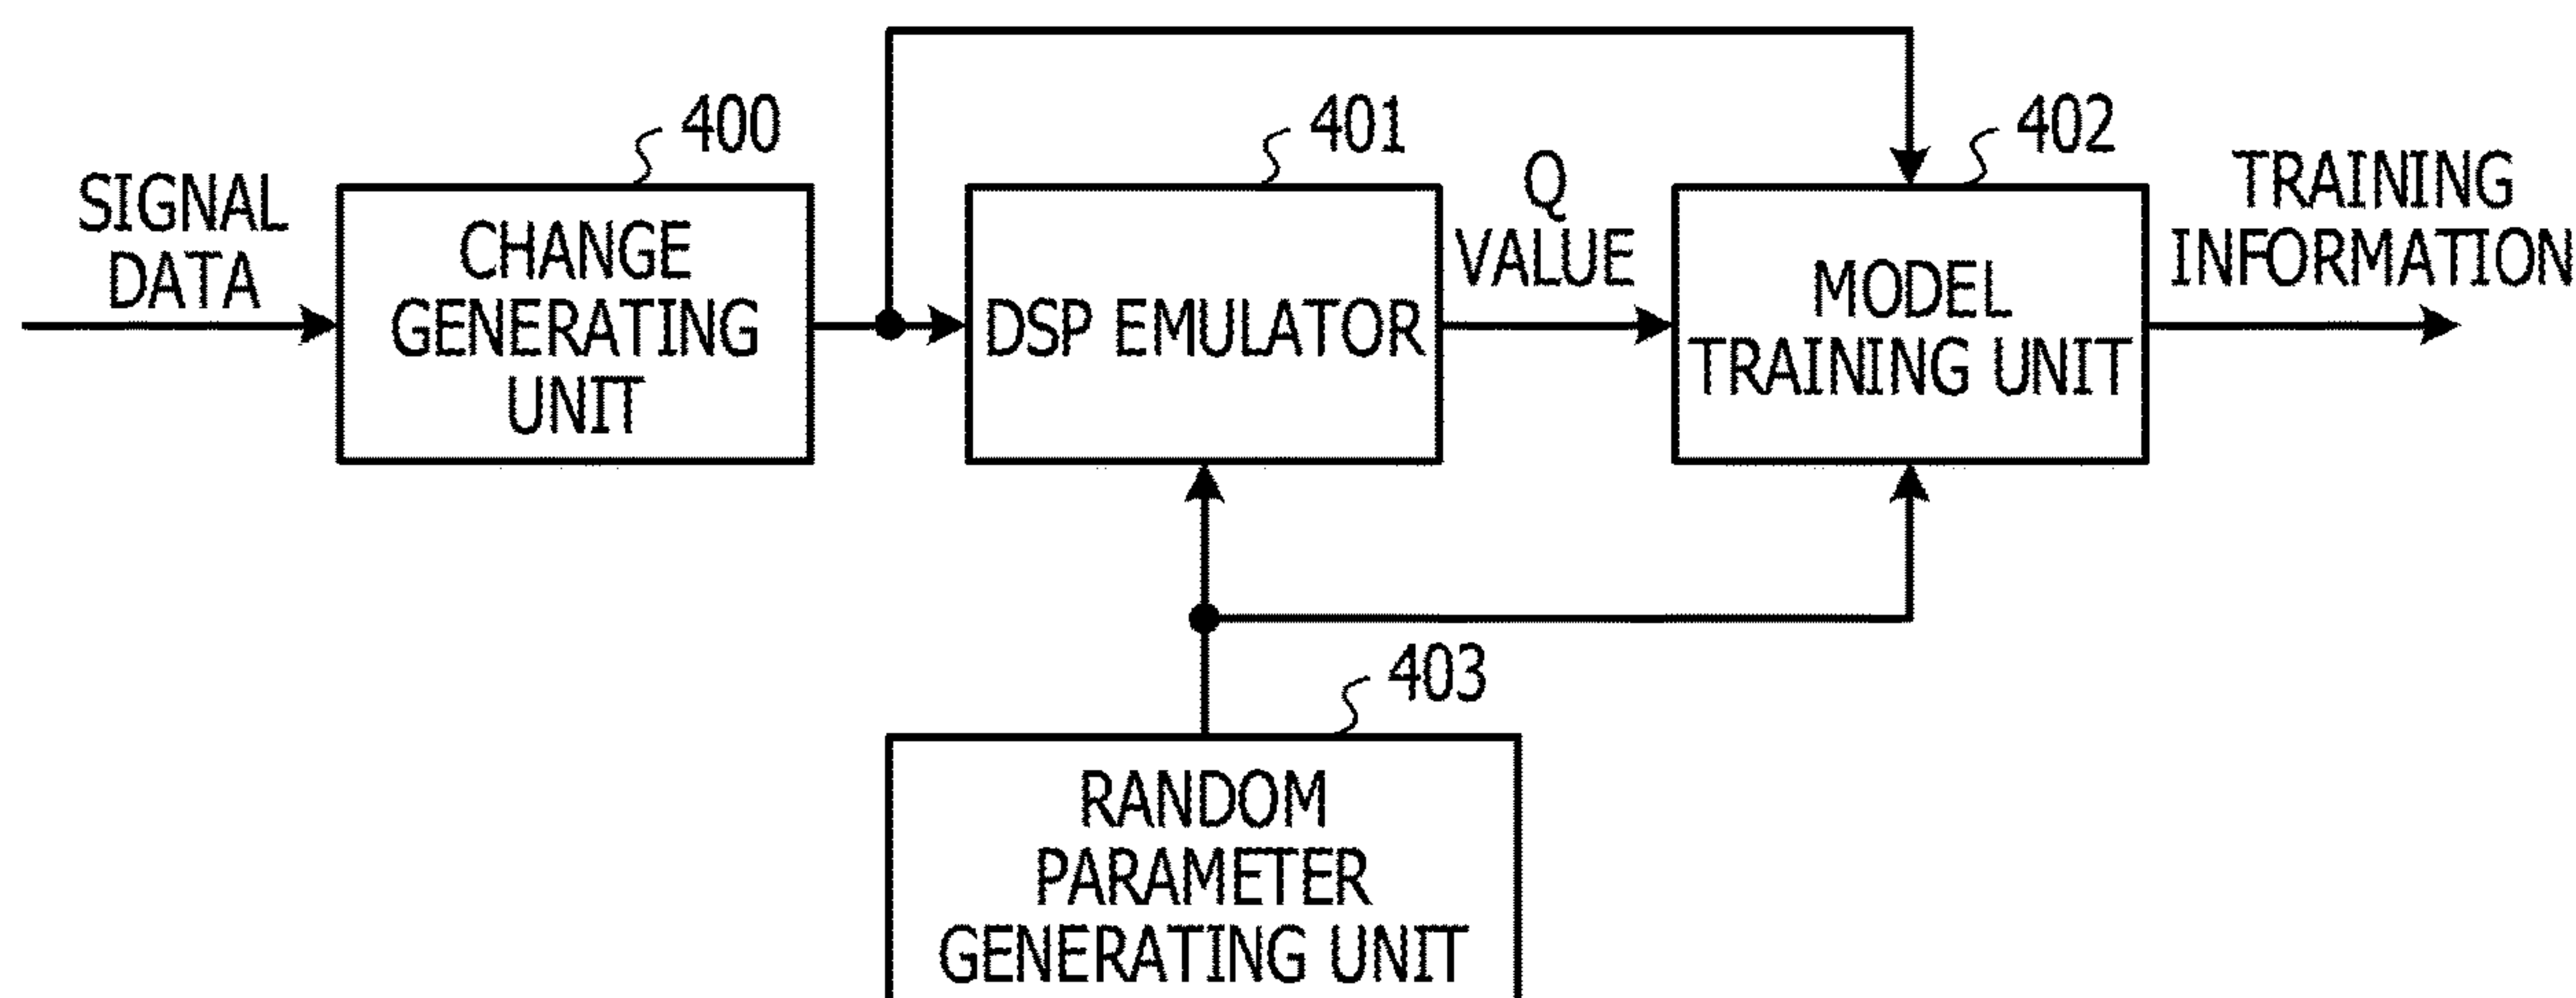 400
401
402
SIGNAL
DATA
CHANGE
GENERATING
UNIT
DSP EMULATOR
Q
VALUE
MODEL
TRAINING UNIT
TRAINING
INFORMATION
403
RANDOM
PARAMETER
GENERATING UNIT